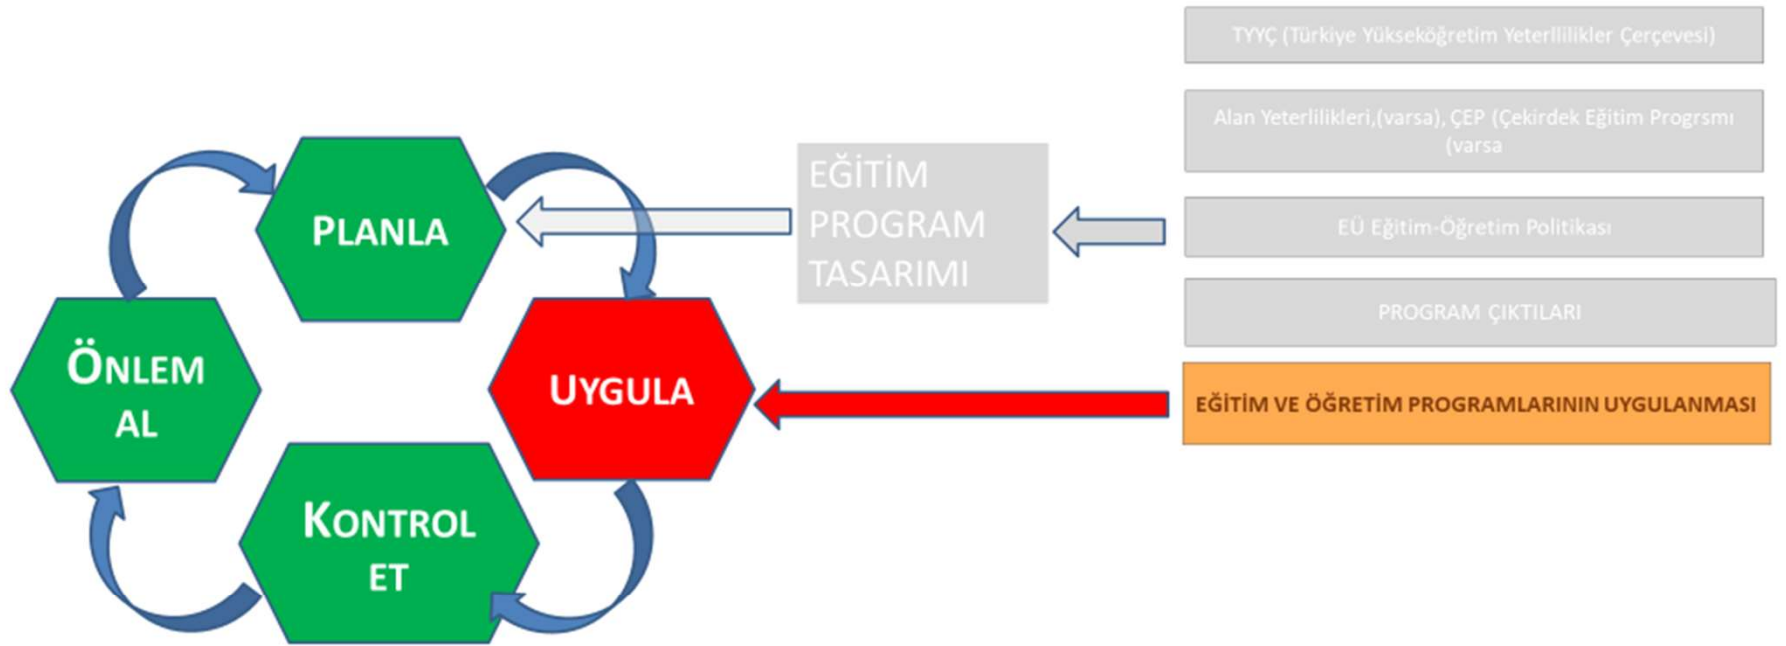 TYYÇ (Türkiye Yükseköğretim Yeterllilikler Çerçevesi)
Alan Yeterlilikleri,(varsa), ÇEP (Çekirdek Eğitim Progrsmı
(varsa
EĞİTİM
PROGRAM
TASARIMI
EÜ Eğitim-Öğretim Politikası
PROGRAM ÇIKTILARI
EĞİTİM VE ÖĞRETİM PROGRAMLARININ UYGULANMASI
PLANLA
UYGULA
KONTROL
ET
ÖNLEM
AL